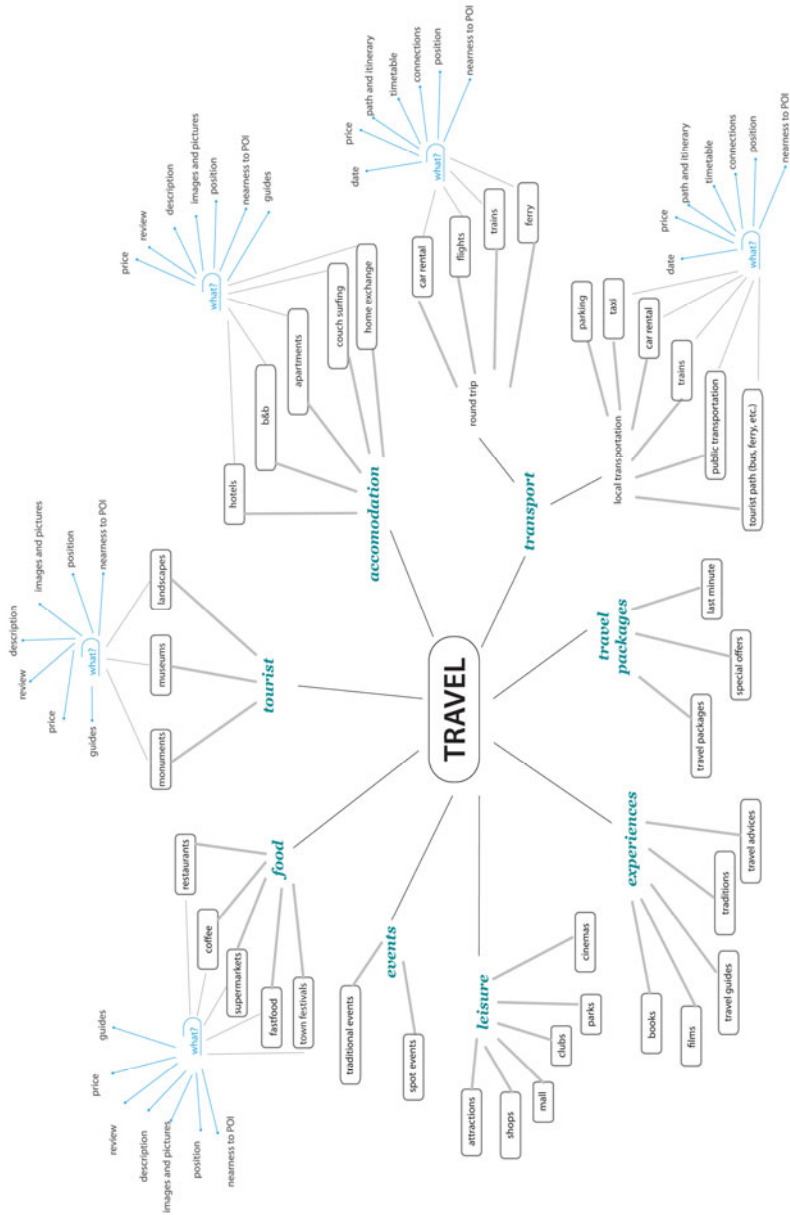 TRAVEL
food
restaurants
coffee
supermarkets
fastfood
town festivals
what?
guides
price
review
description
images and pictures
position
nearness to POI
tourist
monuments
museums
landscapes
what?
guides
price
review
description
images and pictures
position
nearness to POI
accomodation
hotels
b&b
apartments
couch surfing
home exchange
what?
price
review
description
images and pictures
position
nearness to POI
guides
transport
round trip
car rental
flights
trains
ferry
what?
date
price
path and itinerary
timetable
connections
position
nearness to POI
local transportation
parking
taxi
car rental
trains
public transportation
tourist path (bus, ferry, etc.)
what?
date
price
path and itinerary
timetable
connections
position
nearness to POI
travel
packages
travel packages
special offers
last minute
experiences
books
films
travel guides
traditions
travel advices
leisure
attractions
shops
mall
clubs
parks
cinemas
events
traditional events
spot events